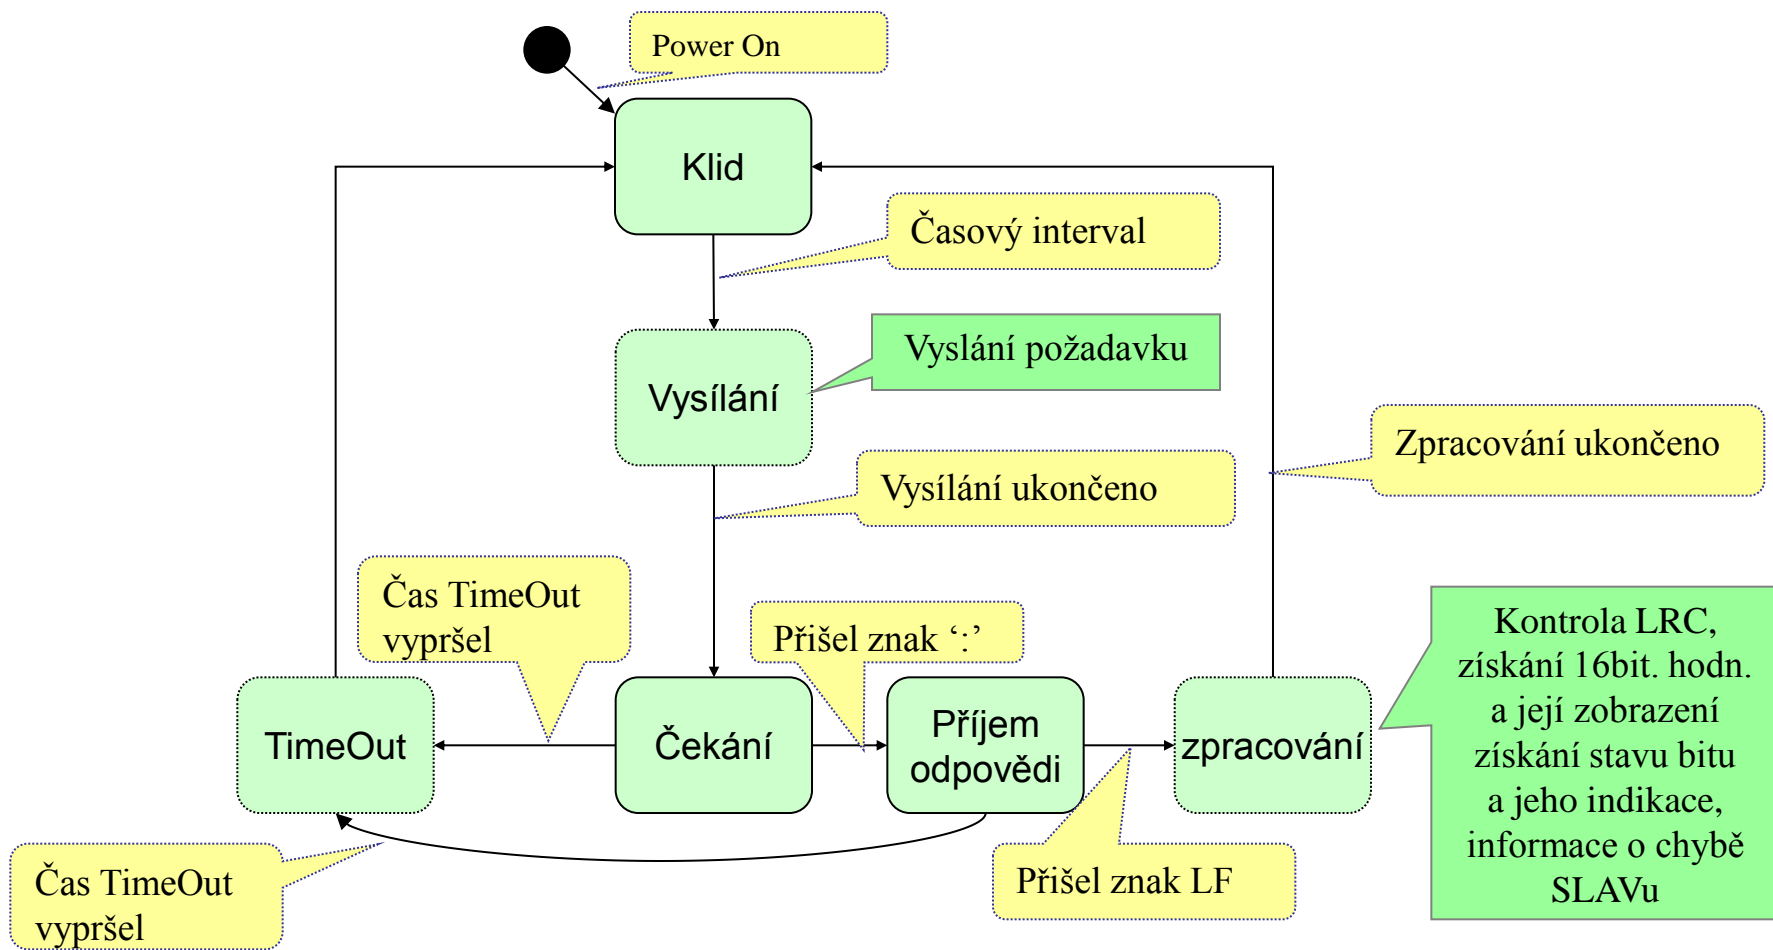 Power On
Klid
Časový interval
Vyslání požadavku
Vysílání
Zpracování ukončeno
Vysílání ukončeno
Čas TimeOut
vypršel
Přišel znak ‘:’
Kontrola LRC,
získání 16bit. hodn.
a její zobrazení
získání stavu bitu
a jeho indikace,
informace o chybě
SLAVu
TimeOut
Čekání
Příjem
odpovědi
zpracování
Čas TimeOut
vypršel
Přišel znak LF